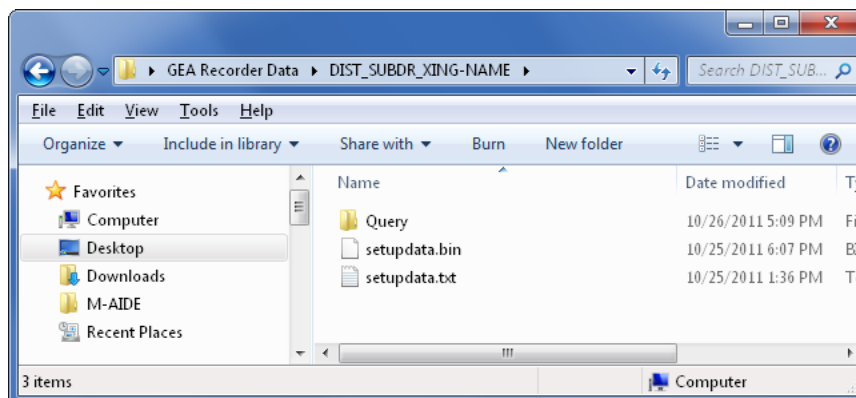 GEA Recorder Data DIST_SUBDR_XING-NAME Search DIST_SUB...
File Edit View Tools Help
Organize Include in library Share with Burn New folder
Favorites
Computer
Desktop
Downloads
M-AIDE
Recent Places
Name Date modified
Query 10/26/2011 5:09 PM
setupdata.bin 10/25/2011 6:07 PM
setupdata.txt 10/25/2011 1:36 PM
3 items Computer